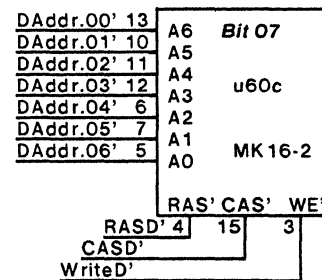 DAddr.00' 13 A6 Bit 07
DAddr.01' 10 A5
DAddr.02' 11 A4 u60c
DAddr.03' 12 A3
DAddr.04' 6 A2
DAddr.05' 7 A1 MK16-2
DAddr.06' 5 A0
RAS' CAS' WE'
RASD' 4 15 3
CASD'
WriteD'